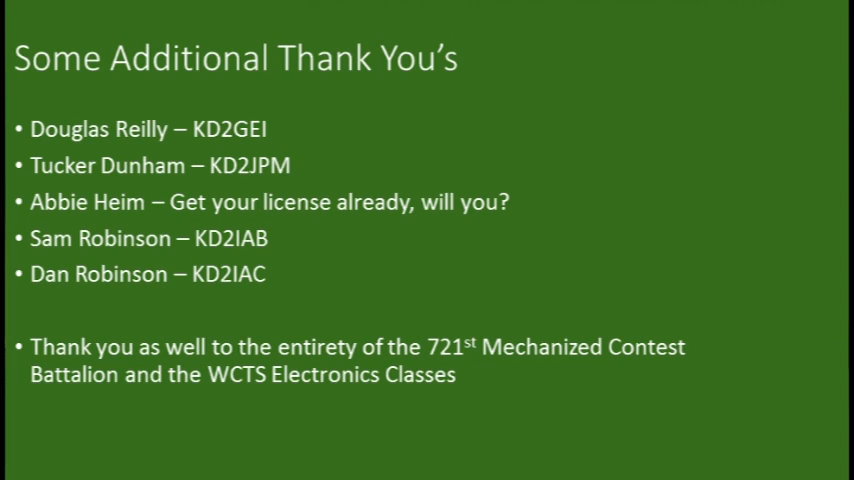 Some Additional Thank You’s
• Douglas Reilly – KD2GEI
• Tucker Dunham – KD2JPM
• Abbie Heim – Get your license already, will you?
• Sam Robinson – KD2IAB
• Dan Robinson – KD2IAC
• Thank you as well to the entirety of the 721st Mechanized Contest
Battalion and the WCTS Electronics Classes